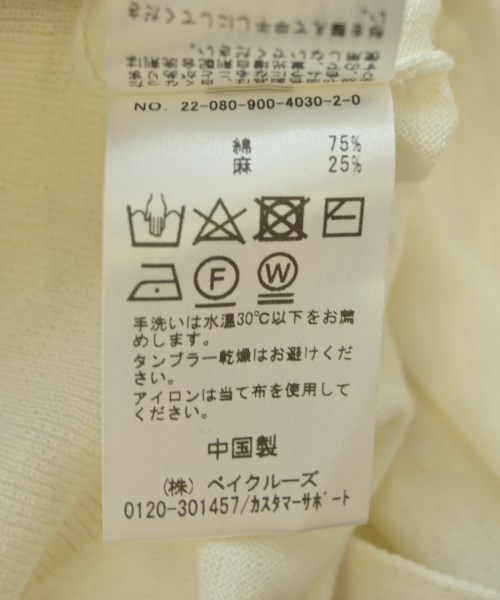 NO. 22-080-900-4030-2-0
綿 75%
麻 25%
F W
手洗いは水温30℃以下をお薦
めします。
タンブラー乾燥はお避けくだ
さい。
アイロンは当て布を使用して
ください。
中国製
(株) ベイクルーズ
0120-301457/カスタマーサポート